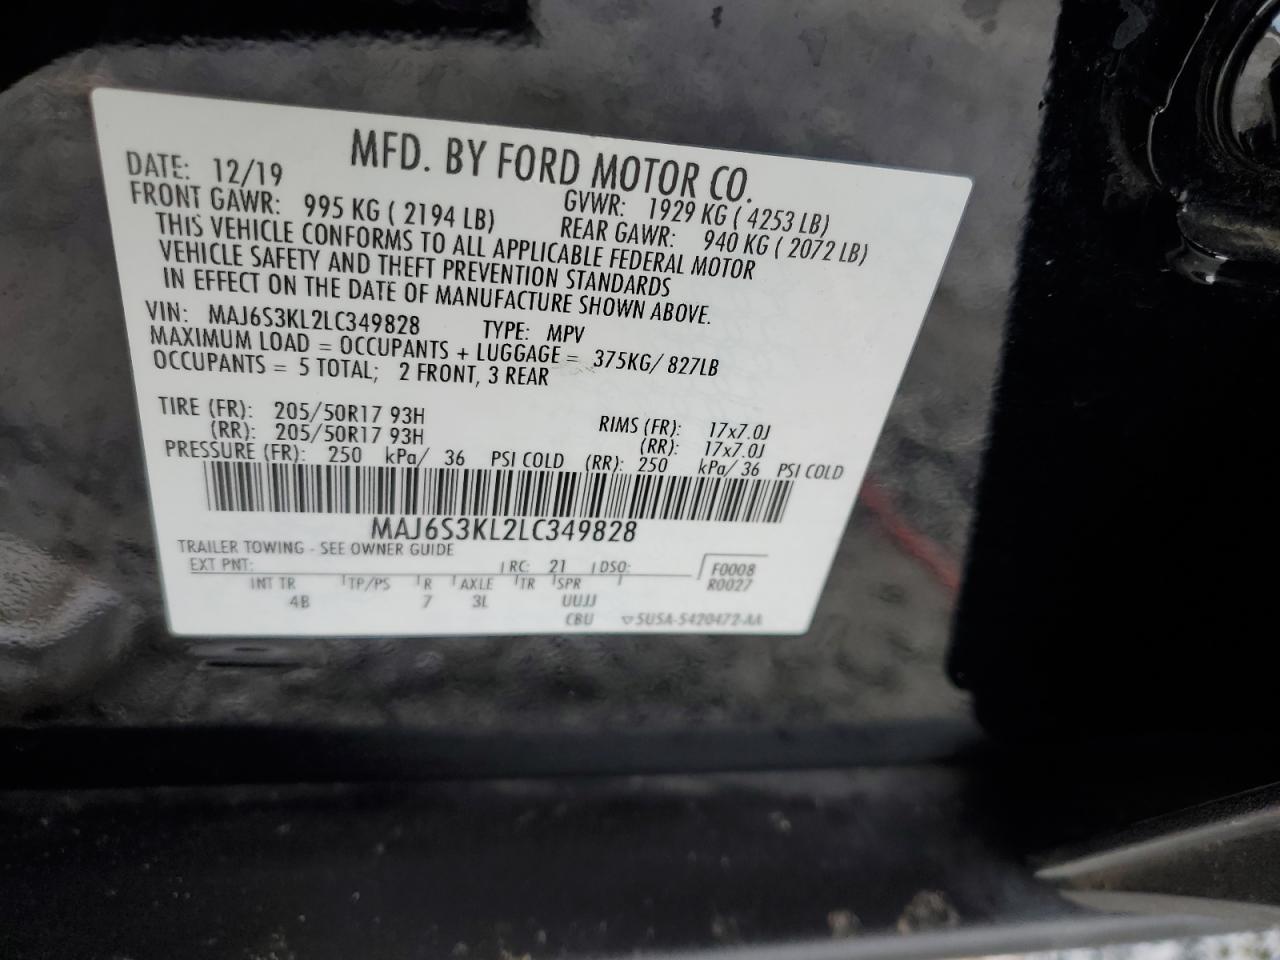 MFD. BY FORD MOTOR CO.
DATE: 12/19 GVWR: 1929 KG ( 4253 LB)
FRONT GAWR: 995 KG ( 2194 LB) REAR GAWR: 940 KG ( 2072 LB)
THIS VEHICLE CONFORMS TO ALL APPLICABLE FEDERAL MOTOR
VEHICLE SAFETY AND THEFT PREVENTION STANDARDS
IN EFFECT ON THE DATE OF MANUFACTURE SHOWN ABOVE.
VIN: MAJ6S3KL2LC349828 TYPE: MPV
MAXIMUM LOAD = OCCUPANTS + LUGGAGE = 375KG/ 827LB
OCCUPANTS = 5 TOTAL; 2 FRONT, 3 REAR
TIRE (FR): 205/50R17 93H RIMS (FR): 17x7.0J
(RR): 205/50R17 93H (RR): 17x7.0J
PRESSURE (FR): 250 kPa/ 36 PSI COLD (RR): 250 kPa/ 36 PSI COLD
MAJ6S3KL2LC349828
TRAILER TOWING - SEE OWNER GUIDE
EXT PNT: RC: 21 DSO: F0008
R0027
INT TR TP/PS R AXLE TR SPR
4B 7 3L UUJJ
CBU ▽5U5A-5420472-AA